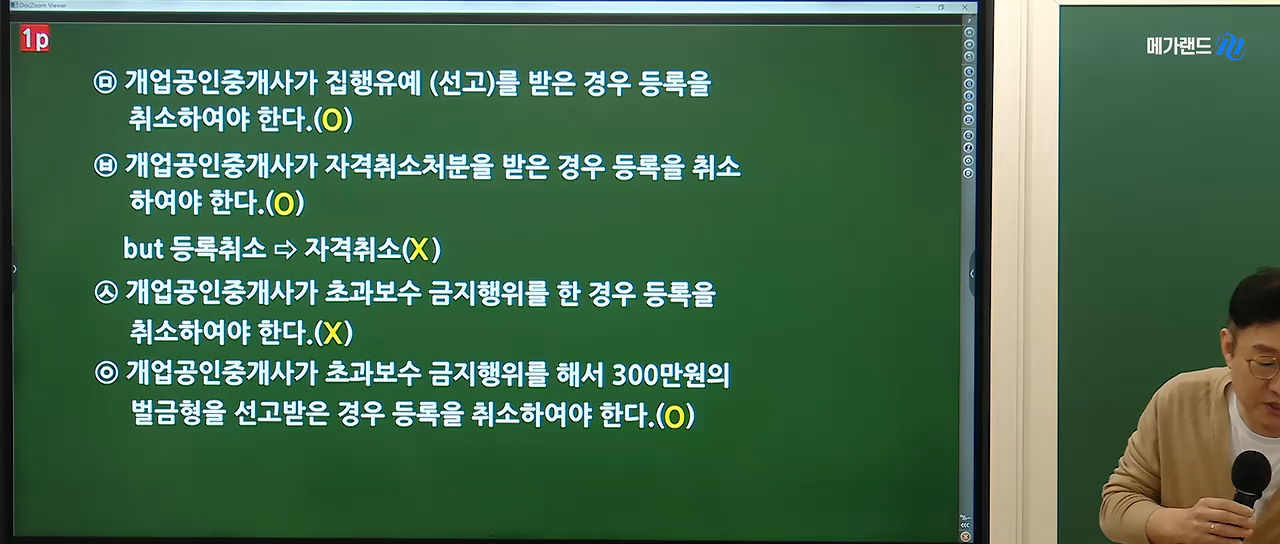 DocZoom Viewer
1p
메가랜드
㉤ 개업공인중개사가 집행유예 (선고)를 받은 경우 등록을
취소하여야 한다.(O)
㉥ 개업공인중개사가 자격취소처분을 받은 경우 등록을 취소
하여야 한다.(O)
but 등록취소 ⇨ 자격취소(X)
㉦ 개업공인중개사가 초과보수 금지행위를 한 경우 등록을
취소하여야 한다.(X)
㉧ 개업공인중개사가 초과보수 금지행위를 해서 300만원의
벌금형을 선고받은 경우 등록을 취소하여야 한다.(O)